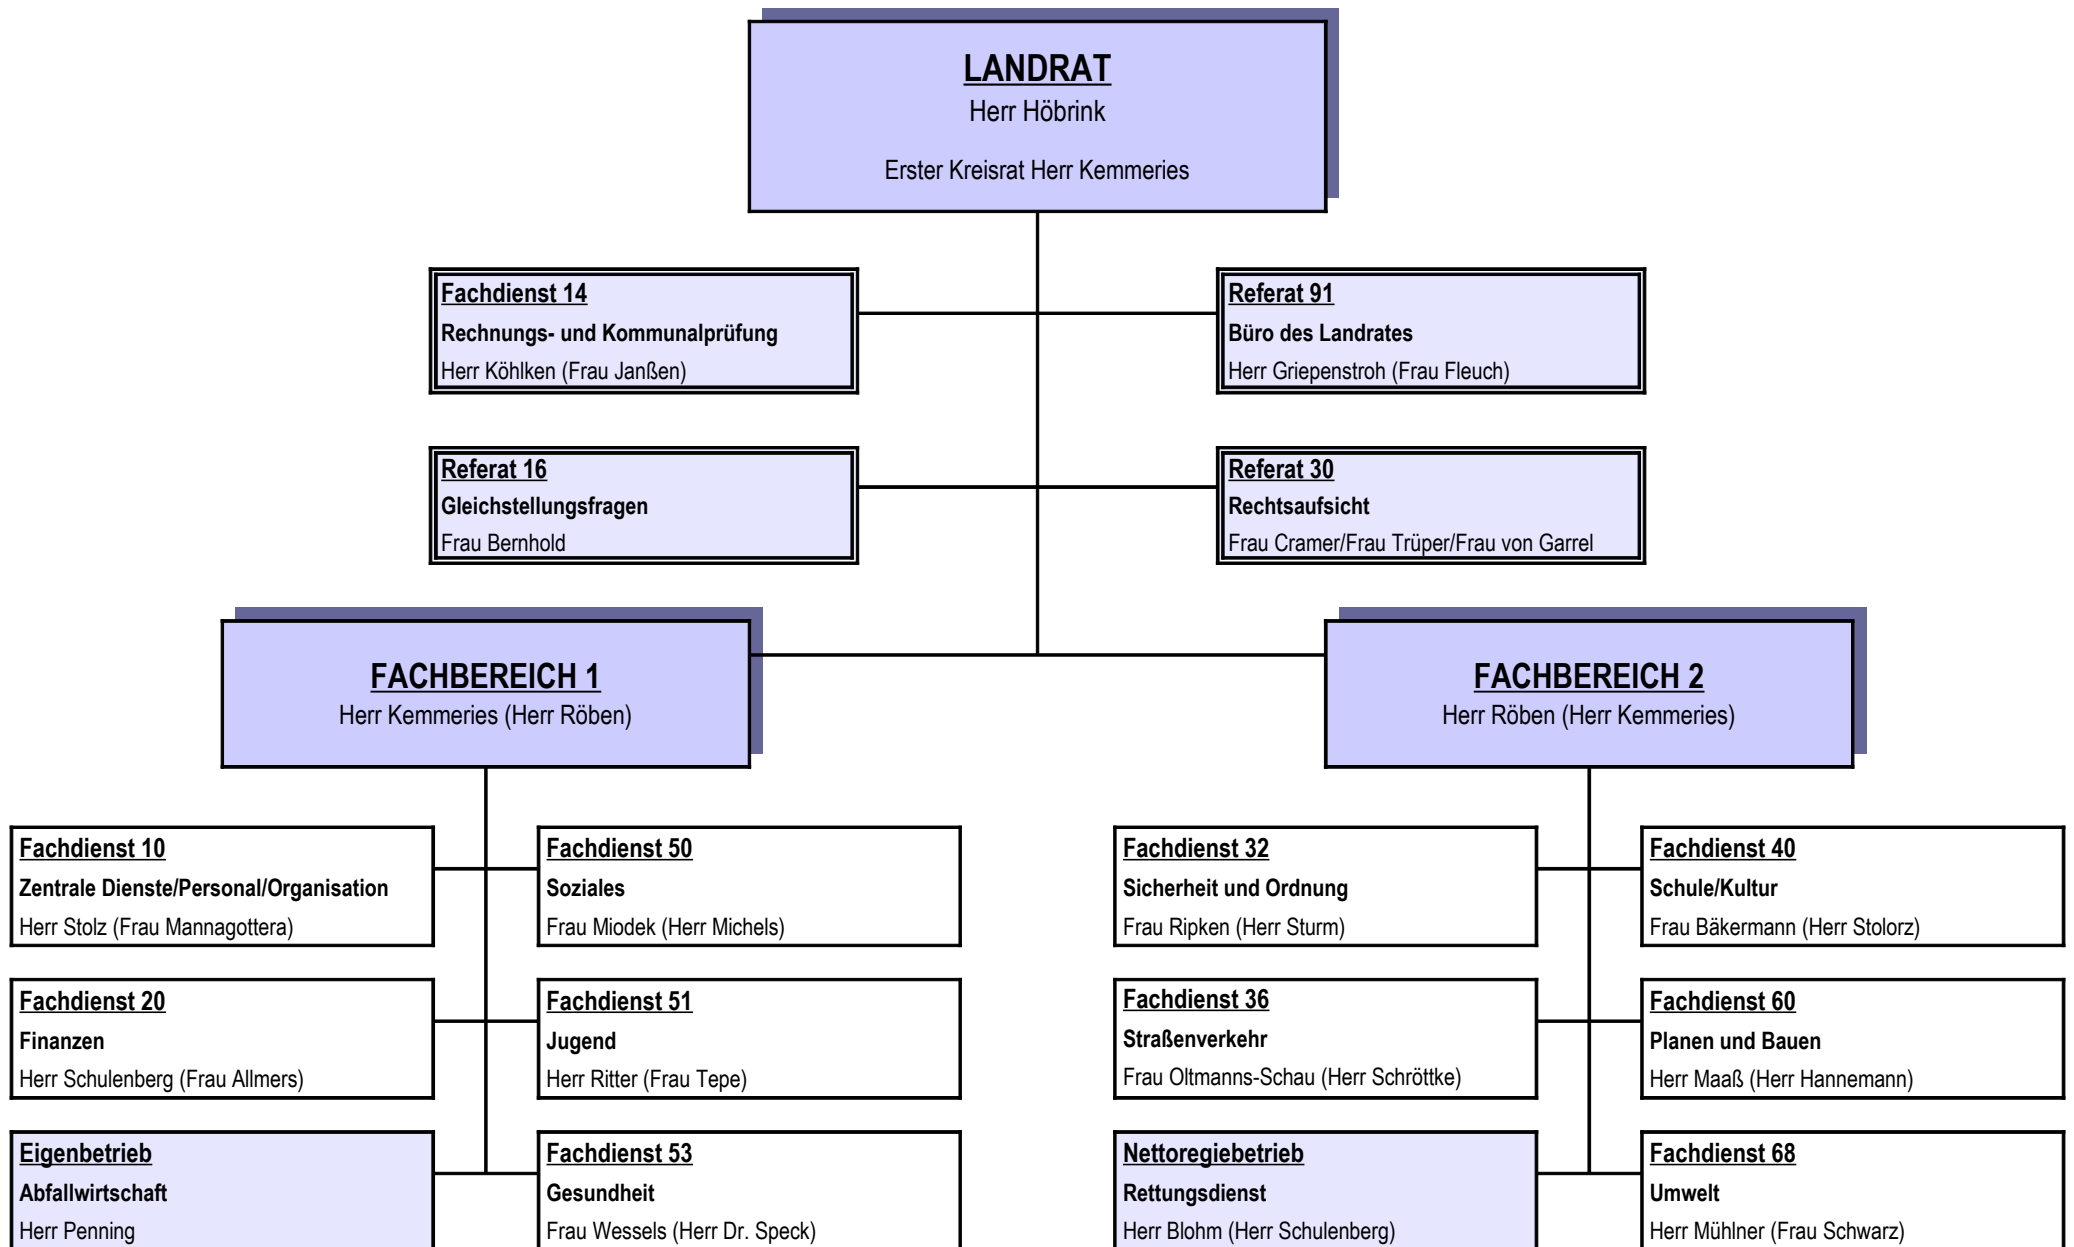 LANDRAT
Herr Höbrink
Erster Kreisrat Herr Kemmeries
Fachdienst 14
Rechnungs- und Kommunalprüfung
Herr Köhlken (Frau Janßen)
Referat 91
Büro des Landrates
Herr Griepenstroh (Frau Fleuch)
Referat 16
Gleichstellungsfragen
Frau Bernhold
Referat 30
Rechtsaufsicht
Frau Cramer/Frau Trüper/Frau von Garrel
FACHBEREICH 1
Herr Kemmeries (Herr Röben)
FACHBEREICH 2
Herr Röben (Herr Kemmeries)
Fachdienst 10
Zentrale Dienste/Personal/Organisation
Herr Stolz (Frau Mannagottera)
Fachdienst 50
Soziales
Frau Miodek (Herr Michels)
Fachdienst 32
Sicherheit und Ordnung
Frau Ripken (Herr Sturm)
Fachdienst 40
Schule/Kultur
Frau Bäkermann (Herr Stolorz)
Fachdienst 20
Finanzen
Herr Schulenberg (Frau Allmers)
Fachdienst 51
Jugend
Herr Ritter (Frau Tepe)
Fachdienst 36
Straßenverkehr
Frau Oltmanns-Schau (Herr Schröttke)
Fachdienst 60
Planen und Bauen
Herr Maaß (Herr Hannemann)
Eigenbetrieb
Abfallwirtschaft
Herr Penning
Fachdienst 53
Gesundheit
Frau Wessels (Herr Dr. Speck)
Nettoregiebetrieb
Rettungsdienst
Herr Blohm (Herr Schulenberg)
Fachdienst 68
Umwelt
Herr Mühlner (Frau Schwarz)